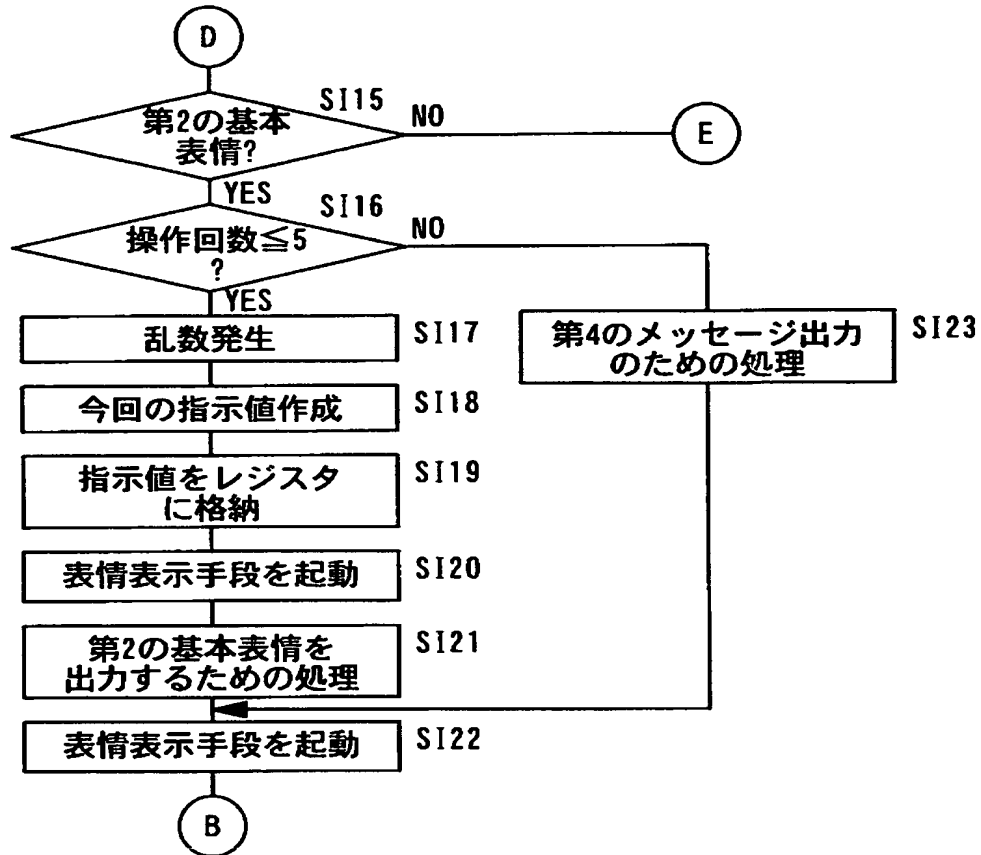 D
SI15
第2の基本
表情?
NO
E
YES
SI16
操作回数≦5
?
NO
YES
乱数発生
SI17
第4のメッセージ出力
のための処理
SI23
今回の指示値作成
SI18
指示値をレジスタ
に格納
SI19
表情表示手段を起動
SI20
第2の基本表情を
出力するための処理
SI21
表情表示手段を起動
SI22
B